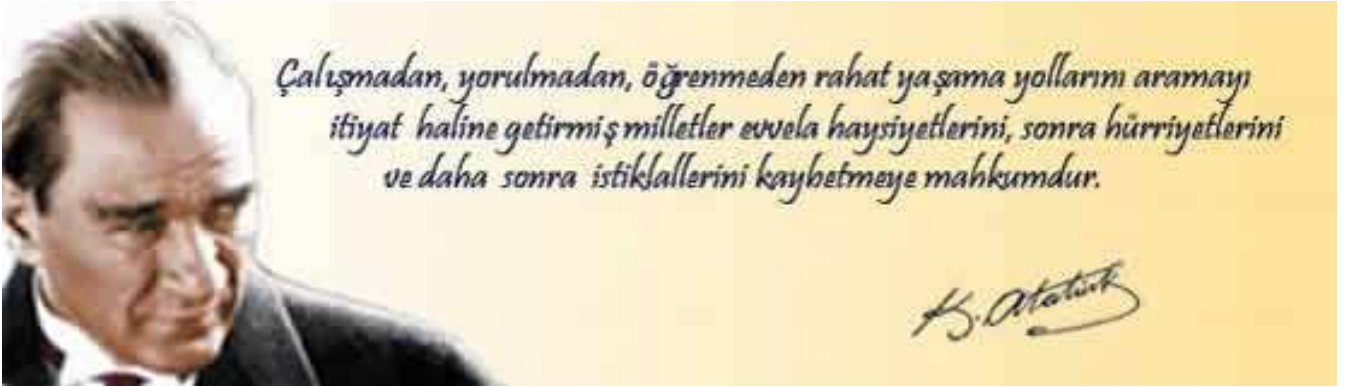 Çalışmadan, yorulmadan, öğrenmeden rahat yaşama yollarını aramayı
itiyat haline getirmiş milletler evvela haysiyetlerini, sonra hürriyetlerini
ve daha sonra istiklallerini kaybetmeye mahkumdur.
K. Atatürk